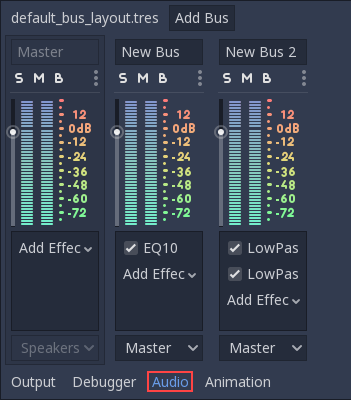 default_bus_layout.tres Add Bus
Master New Bus New Bus 2
S M B S M B S M B
12 12 12
0dB 0dB 0dB
-12 -12 -12
-24 -24 -24
-36 -36 -36
-48 -48 -48
-60 -60 -60
-72 -72 -72
Add Effec EQ10 LowPas
Add Effec LowPas
Add Effec
Speakers Master Master
Output Debugger Audio Animation